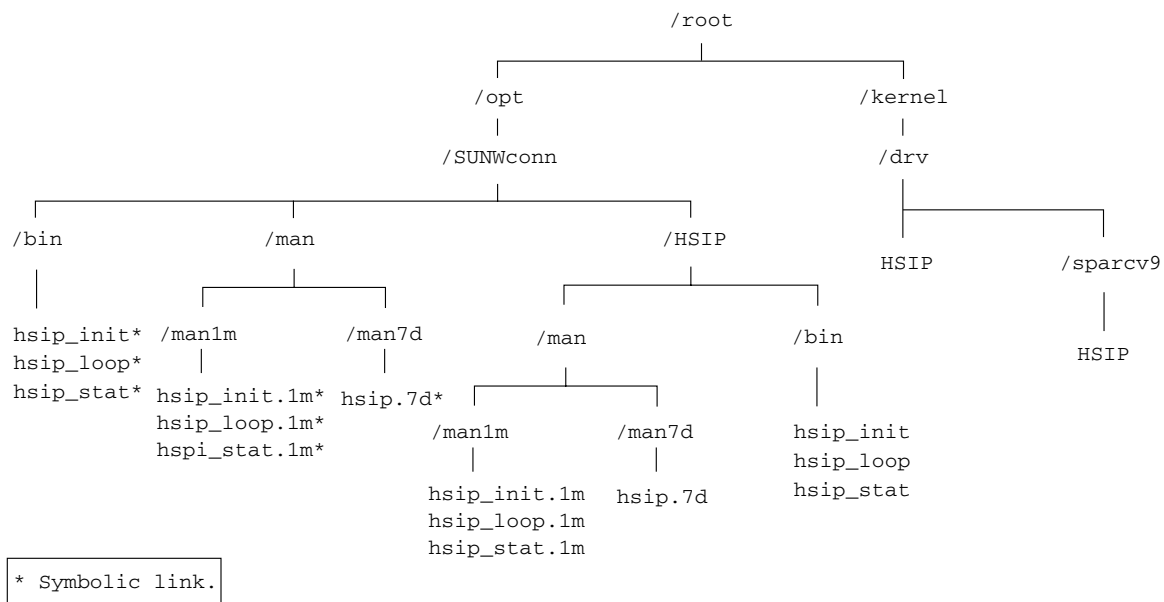 /root
/opt /kernel
/SUNWconn /drv
/bin /man /HSIP HSIP /sparcv9
hsip_init* /man1m /man7d /man /bin HSIP
hsip_loop*
hsip_stat*
hsip_init.1m* hsip.7d*
hsip_loop.1m*
hspi_stat.1m*
/man1m /man7d
hsip_init
hsip_loop
hsip_stat
hsip_init.1m hsip.7d
hsip_loop.1m
hsip_stat.1m
* Symbolic link.